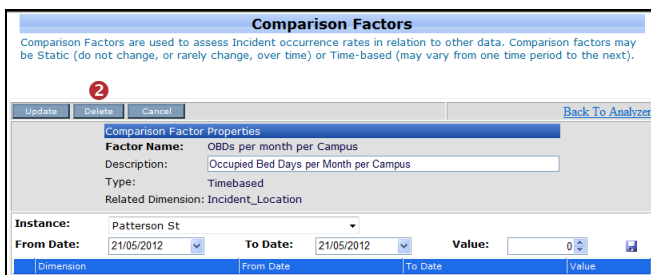 Comparison Factors
Comparison Factors are used to assess Incident occurrence rates in relation to other data. Comparison factors may
be Static (do not change, or rarely change, over time) or Time-based (may vary from one time period to the next).
2
Update Delete Cancel Back To Analyzer
Comparison Factor Properties
Factor Name: OBDs per month per Campus
Description: Occupied Bed Days per Month per Campus
Type: Timebased
Related Dimension: Incident_Location
Instance: Patterson St
From Date: 21/05/2012 To Date: 21/05/2012 Value: 0
Dimension From Date To Date Value